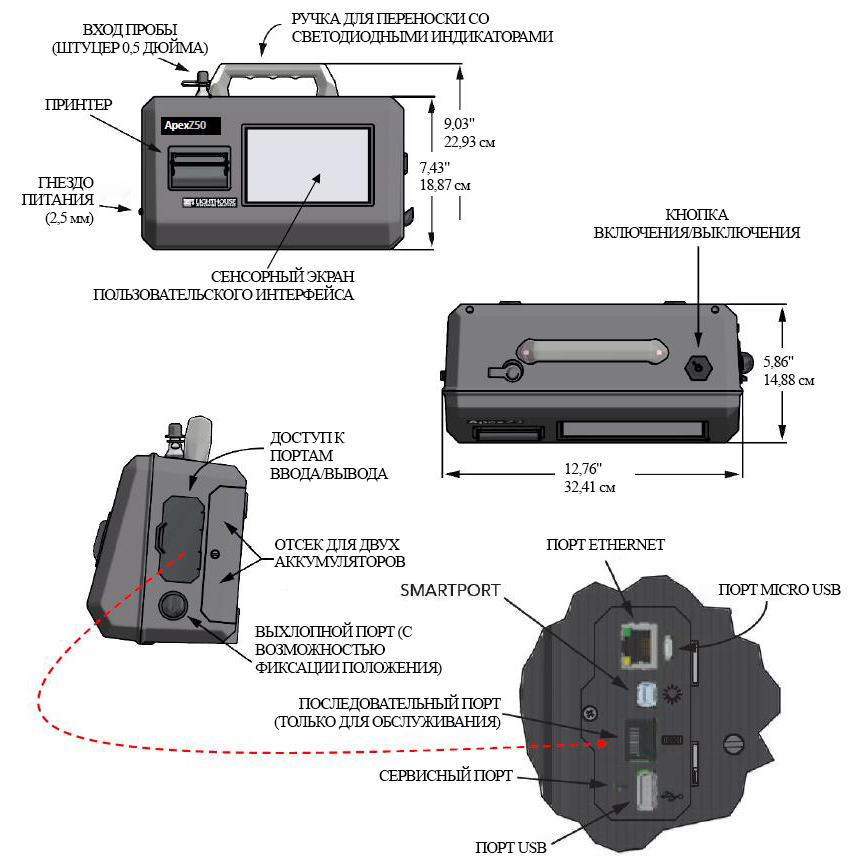 РУЧКА ДЛЯ ПЕРЕНОСКИ СО
СВЕТОДИОДНЫМИ ИНДИКАТОРАМИ
ВХОД ПРОБЫ
(ШТУЦЕР 0,5 ДЮЙМА)
ПРИНТЕР
ApexZ50
9,03"
22,93 см
7,43"
18,87 см
ГНЕЗДО
ПИТАНИЯ
(2,5 мм)
LIGHTHOUSE
СЕНСОРНЫЙ ЭКРАН
ПОЛЬЗОВАТЕЛЬСКОГО ИНТЕРФЕЙСА
КНОПКА
ВКЛЮЧЕНИЯ/ВЫКЛЮЧЕНИЯ
5,86"
14,88 см
ApexZ50
12,76"
32,41 см
ДОСТУП К
ПОРТАМ
ВВОДА/ВЫВОДА
ОТСЕК ДЛЯ ДВУХ
АККУМУЛЯТОРОВ
ВЫХЛОПНОЙ ПОРТ (С
ВОЗМОЖНОСТЬЮ
ФИКСАЦИИ ПОЛОЖЕНИЯ)
ПОРТ ETHERNET
SMARTPORT
ПОРТ MICRO USB
ПОСЛЕДОВАТЕЛЬНЫЙ ПОРТ
(ТОЛЬКО ДЛЯ ОБСЛУЖИВАНИЯ)
СЕРВИСНЫЙ ПОРТ
ПОРТ USB